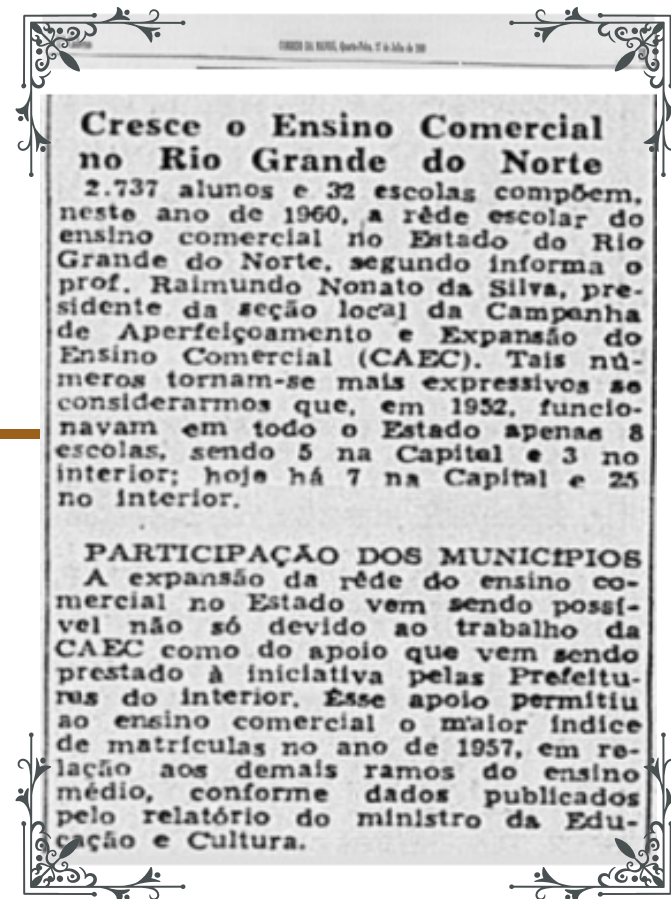 CORREIO DA MANHÃ, Quarta-Feira, de Julho de
Cresce o Ensino Comercial
no Rio Grande do Norte
2.737 alunos e 32 escolas compõem,
neste ano de 1960, a rêde escolar do
ensino comercial no Estado do Rio
Grande do Norte, segundo informa o
prof. Raimundo Nonato da Silva, pre-
sidente da seção local da Campanha
de Aperfeiçoamento e Expansão do
Ensino Comercial (CAEC). Tais nú-
meros tornam-se mais expressivos se
considerarmos que, em 1952, funcio-
navam em todo o Estado apenas 8
escolas, sendo 5 na Capital e 3 no
interior; hoje há 7 na Capital e 25
no interior.
PARTICIPAÇÃO DOS MUNICÍPIOS
A expansão da rêde do ensino co-
mercial no Estado vem sendo possí-
vel não só devido ao trabalho da
CAEC como do apoio que vem sendo
prestado à iniciativa pelas Prefeitu-
ras do interior. Êsse apoio permitiu
ao ensino comercial o maior índice
de matrículas no ano de 1957, em re-
lação aos demais ramos do ensino
médio, conforme dados publicados
pelo relatório do ministro da Edu-
cação e Cultura.